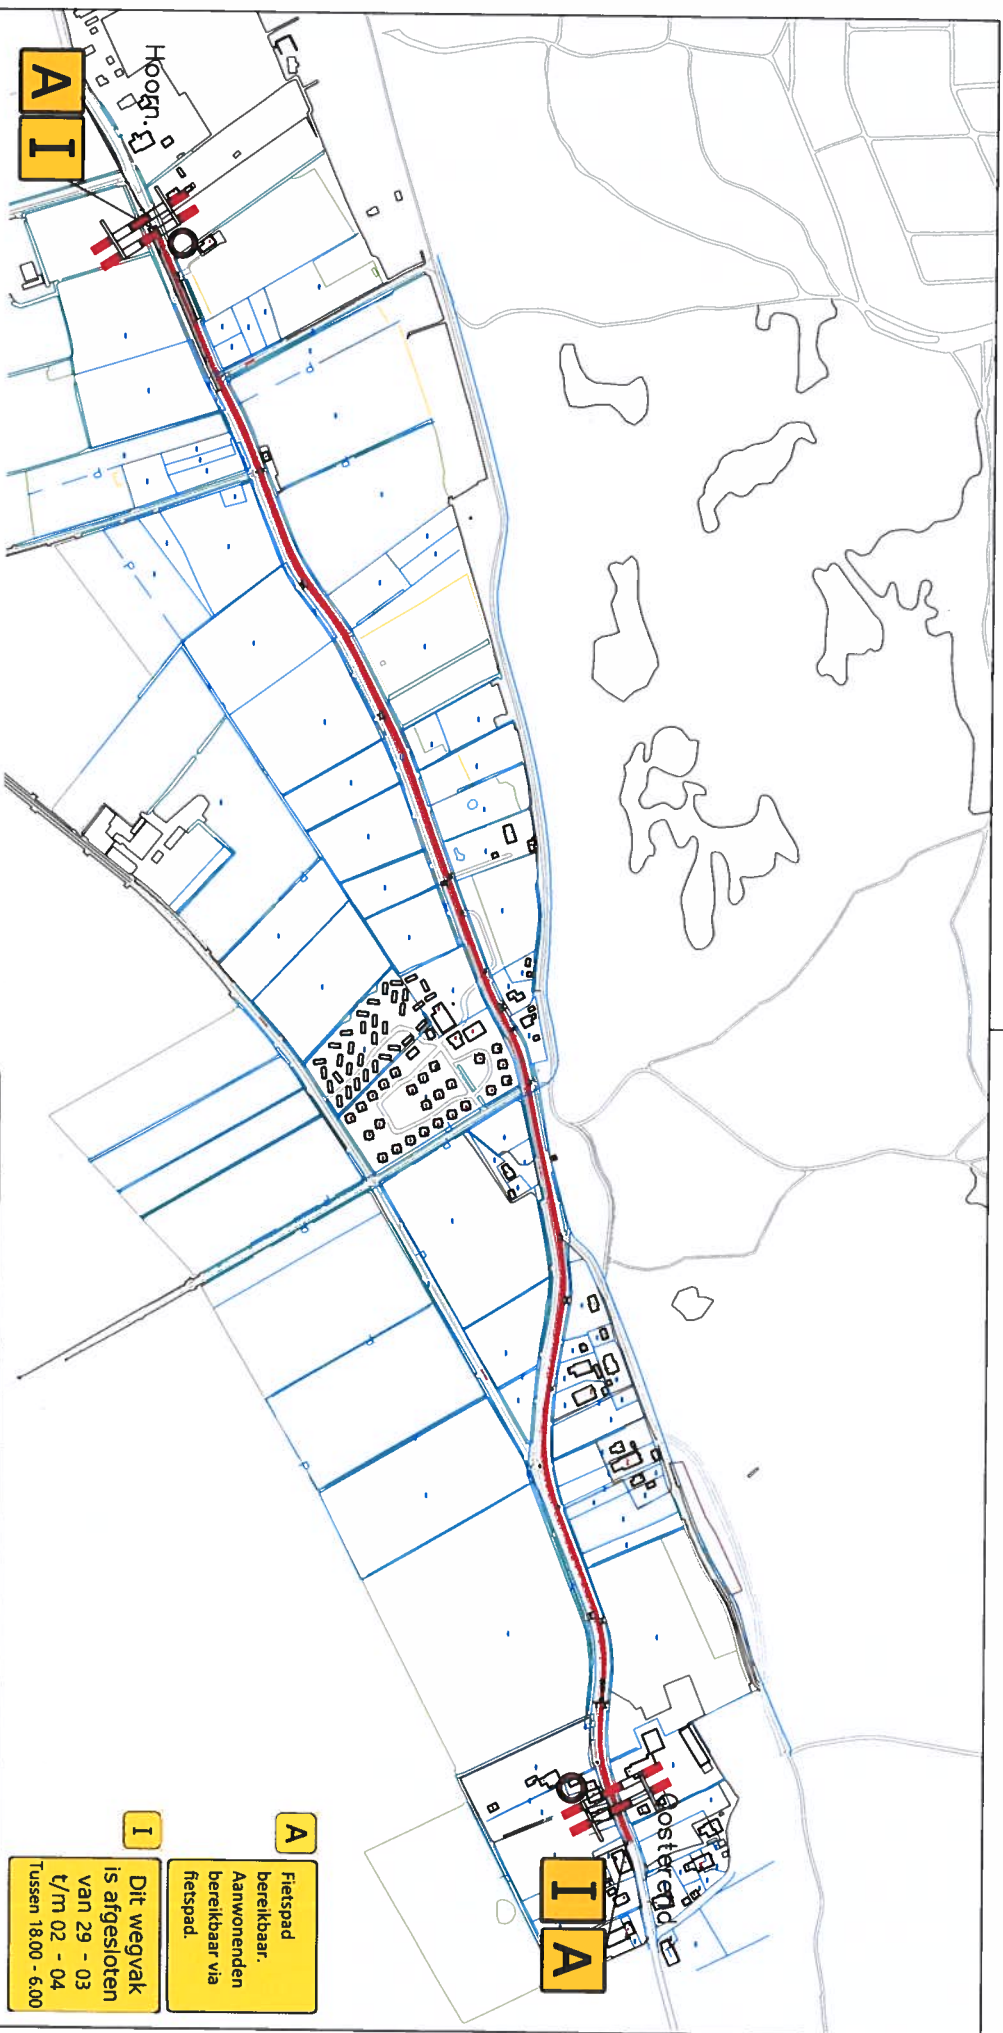 Hoorn.
A
I
Oosterend
I
A
A
Fietspad
bereikbaar.
Aanwonenden
bereikbaar via
fietspad.
I
Dit wegvak
is afgesloten
van 29 - 03
t/m 02 - 04
Tussen 18.00 - 6.00